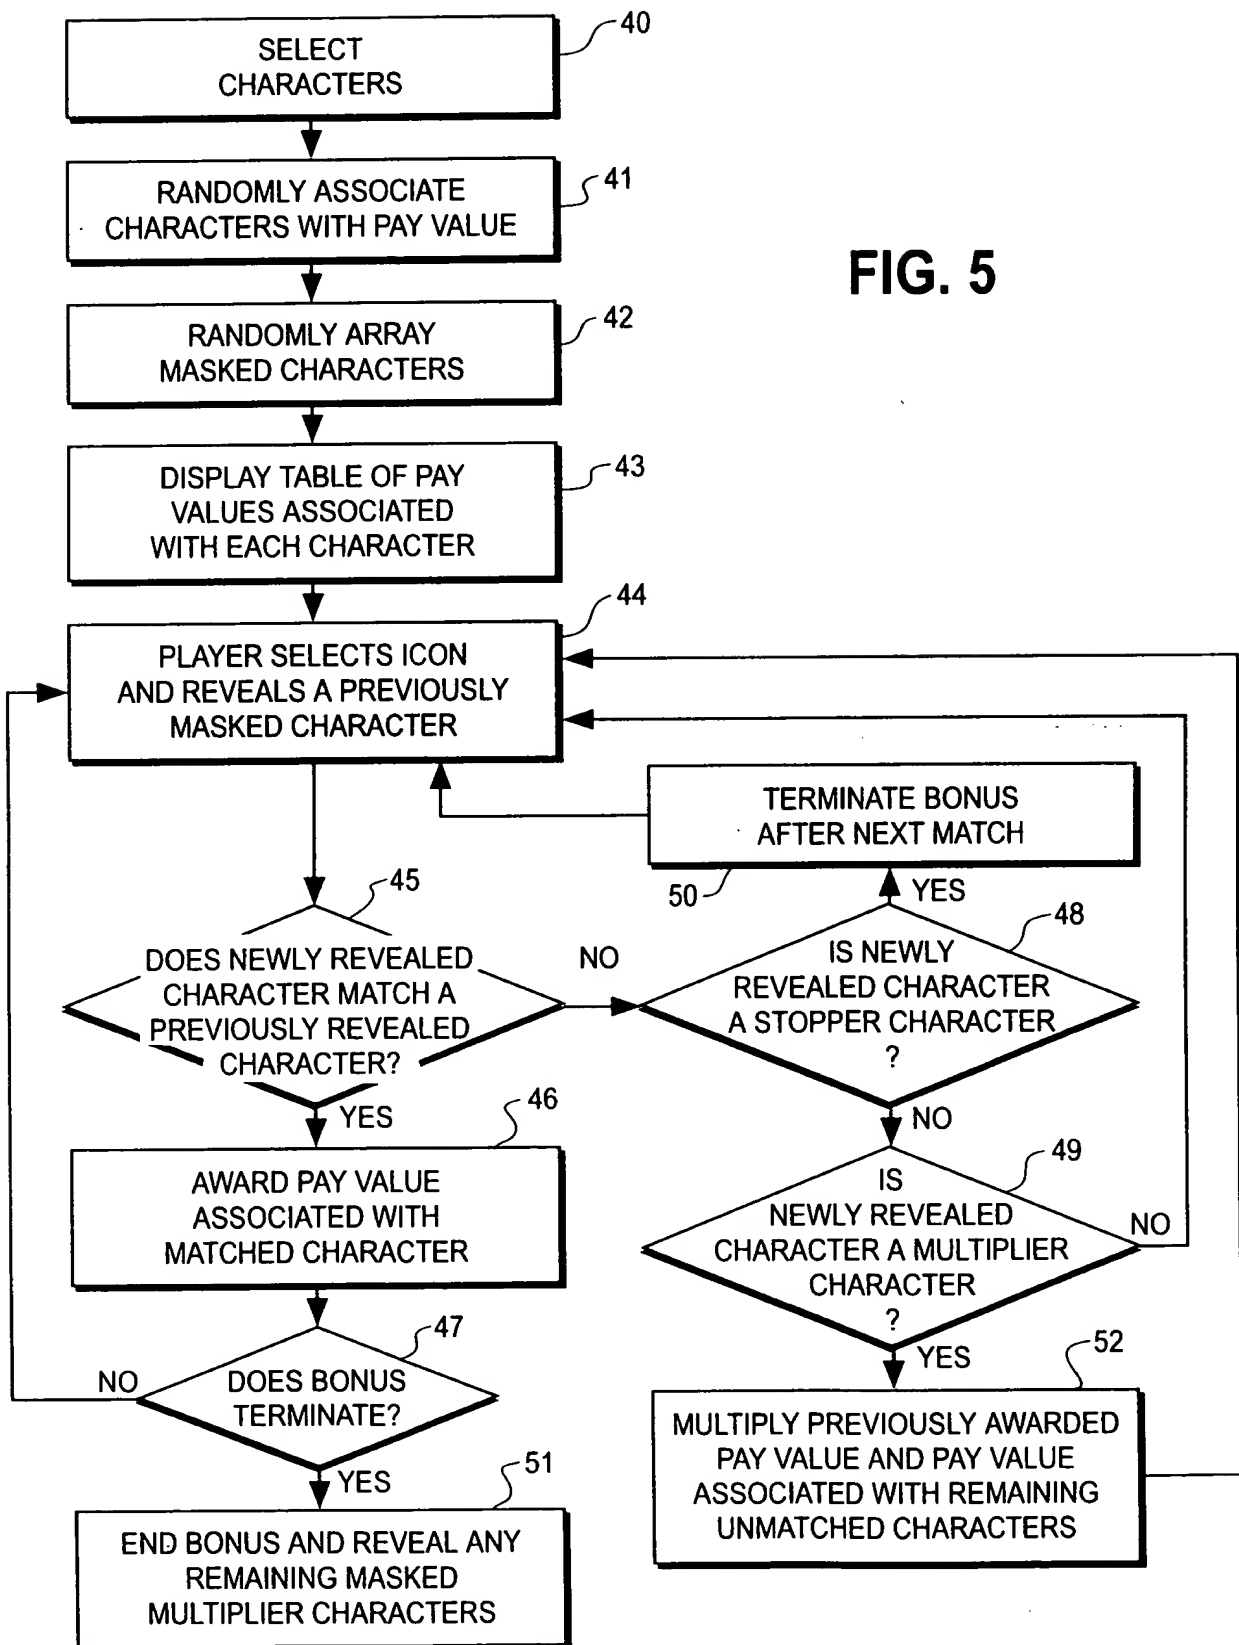 40
SELECT
CHARACTERS
41
RANDOMLY ASSOCIATE
CHARACTERS WITH PAY VALUE
FIG. 5
42
RANDOMLY ARRAY
MASKED CHARACTERS
43
DISPLAY TABLE OF PAY
VALUES ASSOCIATED
WITH EACH CHARACTER
44
PLAYER SELECTS ICON
AND REVEALS A PREVIOUSLY
MASKED CHARACTER
TERMINATE BONUS
AFTER NEXT MATCH
50
YES
45
DOES NEWLY REVEALED
CHARACTER MATCH A
PREVIOUSLY REVEALED
CHARACTER?
NO
48
IS NEWLY
REVEALED CHARACTER
A STOPPER CHARACTER
?
YES
NO
46
AWARD PAY VALUE
ASSOCIATED WITH
MATCHED CHARACTER
49
IS
NEWLY REVEALED
CHARACTER A MULTIPLIER
CHARACTER
?
NO
YES
47
DOES BONUS
TERMINATE?
NO
YES
52
MULTIPLY PREVIOUSLY AWARDED
PAY VALUE AND PAY VALUE
ASSOCIATED WITH REMAINING
UNMATCHED CHARACTERS
51
END BONUS AND REVEAL ANY
REMAINING MASKED
MULTIPLIER CHARACTERS